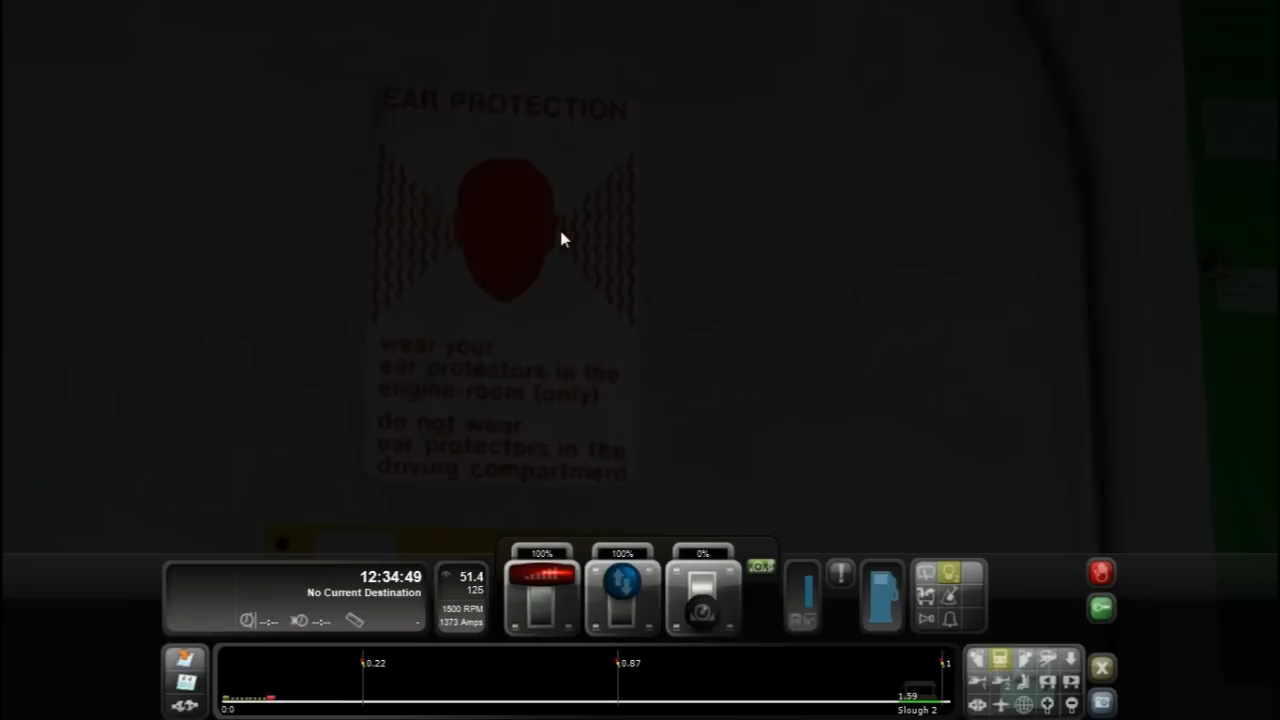 EAR PROTECTION
wear your
ear protectors in the
engine-room (only)
do not wear
ear protectors in the
driving compartment
100%
100%
0%
12:34:49
No Current Destination
--:--
--:--
-
51.4
125
1500 RPM
1373 Amps
0.22
0.87
1
1.59
Slough 2
0:0